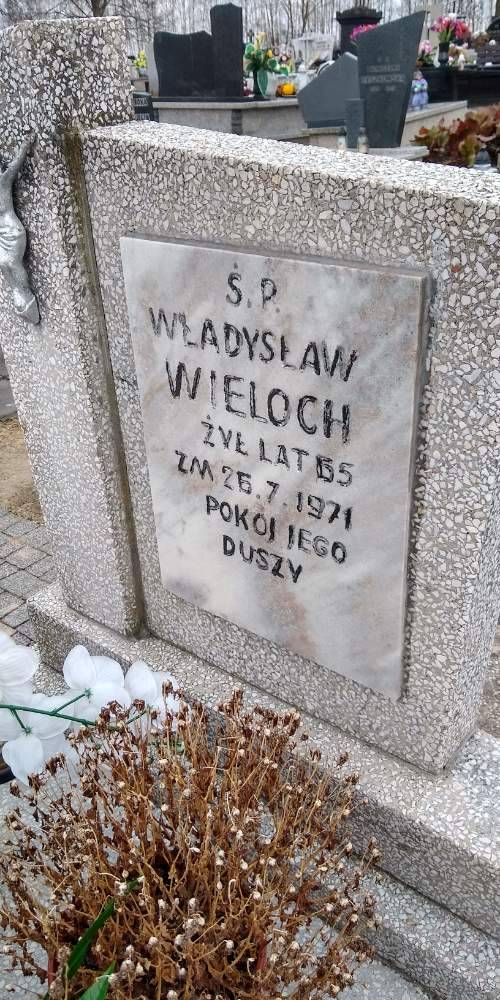 Ś. P.
WŁADYSŁAW
WIELOCH
ŻYŁ LAT 65
ZM 26.7.1971
POKÓJ JEGO
DUSZY